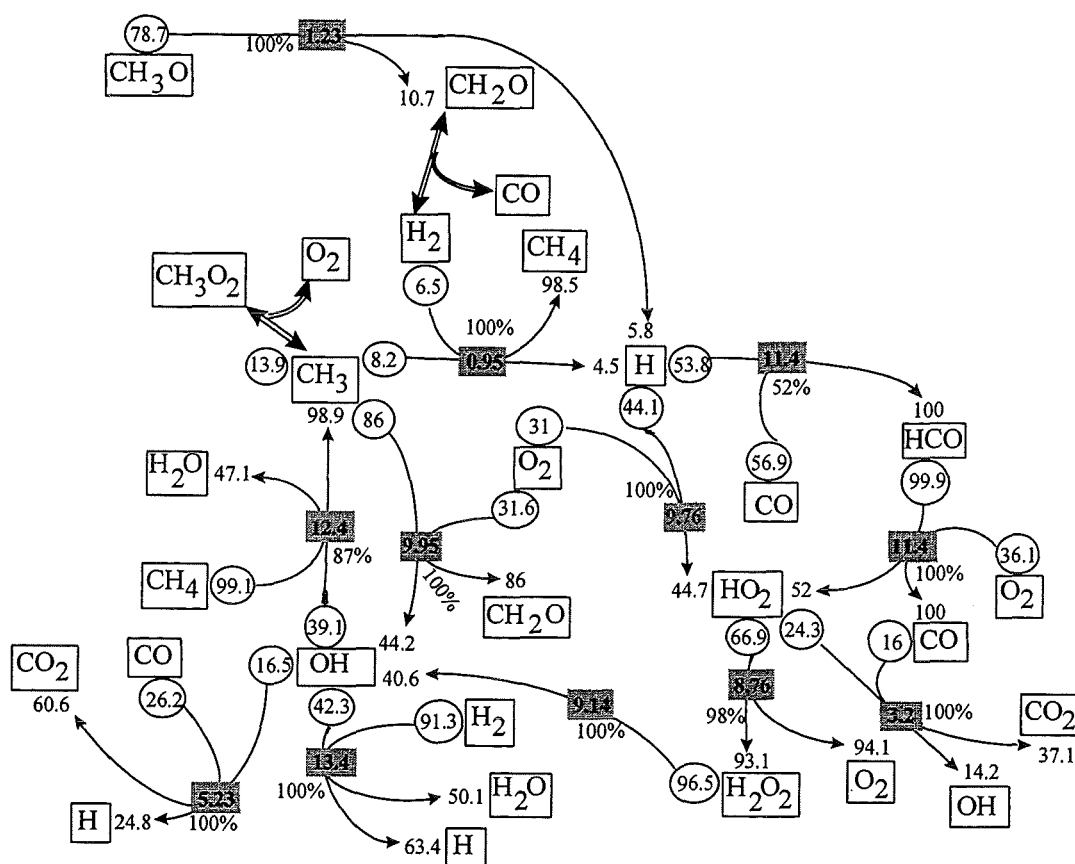 78.7
1.23
100%
CH3O
10.7
CH2O
CO
H2
CH4
O2
CH3O2
6.5
98.5
100%
5.8
13.9
8.2
0.95
4.5
H
53.8
11.4
52%
CH3
98.9
86
44.1
100
HCO
31
O2
56.9
CO
99.9
H2O
47.1
31.6
100%
9.76
12.4
87%
9.95
100%
11.4
100%
36.1
O2
CH4
99.1
86
CH2O
44.7
HO2
52
100
CO
39.1
44.2
66.9
24.3
16
CO2
60.6
CO
26.2
16.5
OH
40.6
8.76
98%
9.14
100%
3.2
100%
CO2
37.1
42.3
91.3
H2
13.4
100%
96.5
93.1
H2O2
94.1
O2
14.2
OH
5.23
100%
H
24.8
50.1
H2O
63.4
H